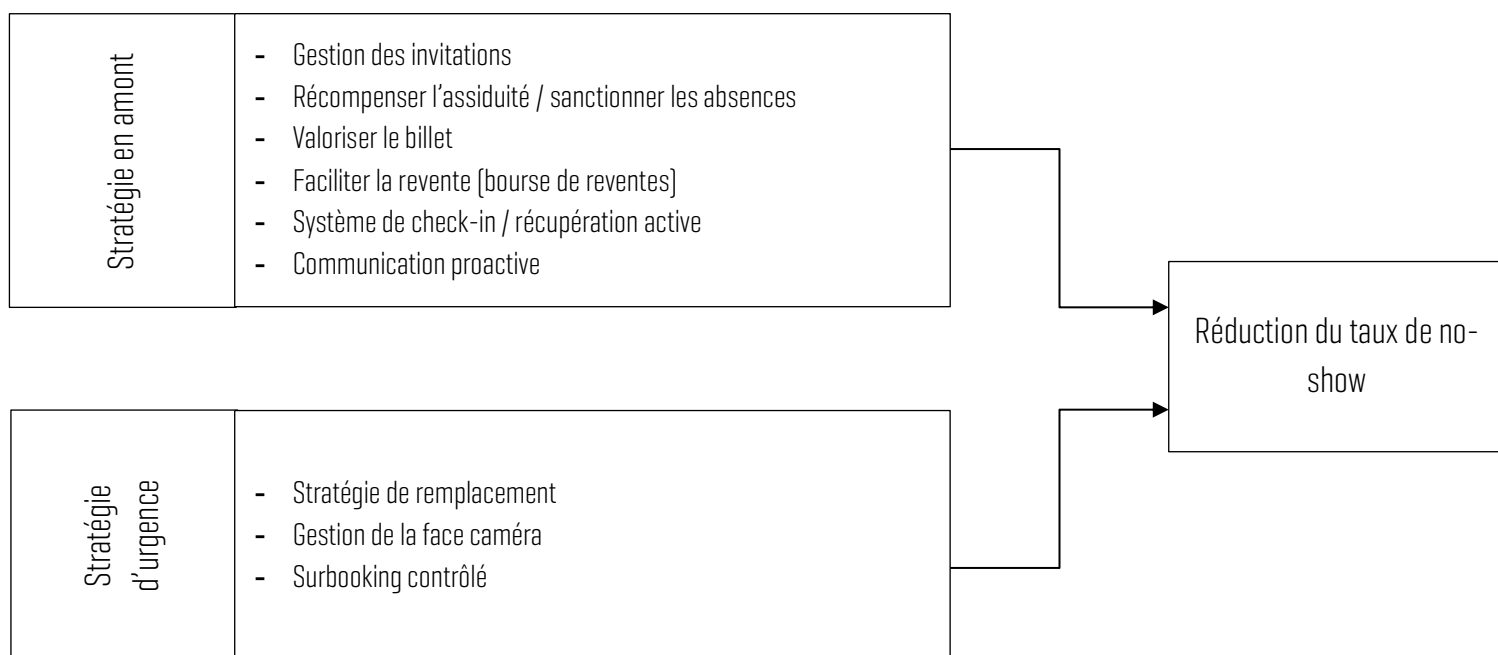 Stratégie en amont
- Gestion des invitations
- Récompenser l'assiduité / sanctionner les absences
- Valoriser le billet
- Faciliter la revente (bourse de reventes)
- Système de check-in / récupération active
- Communication proactive
Réduction du taux de no-
show
Stratégie
d'urgence
- Stratégie de remplacement
- Gestion de la face caméra
- Surbooking contrôlé